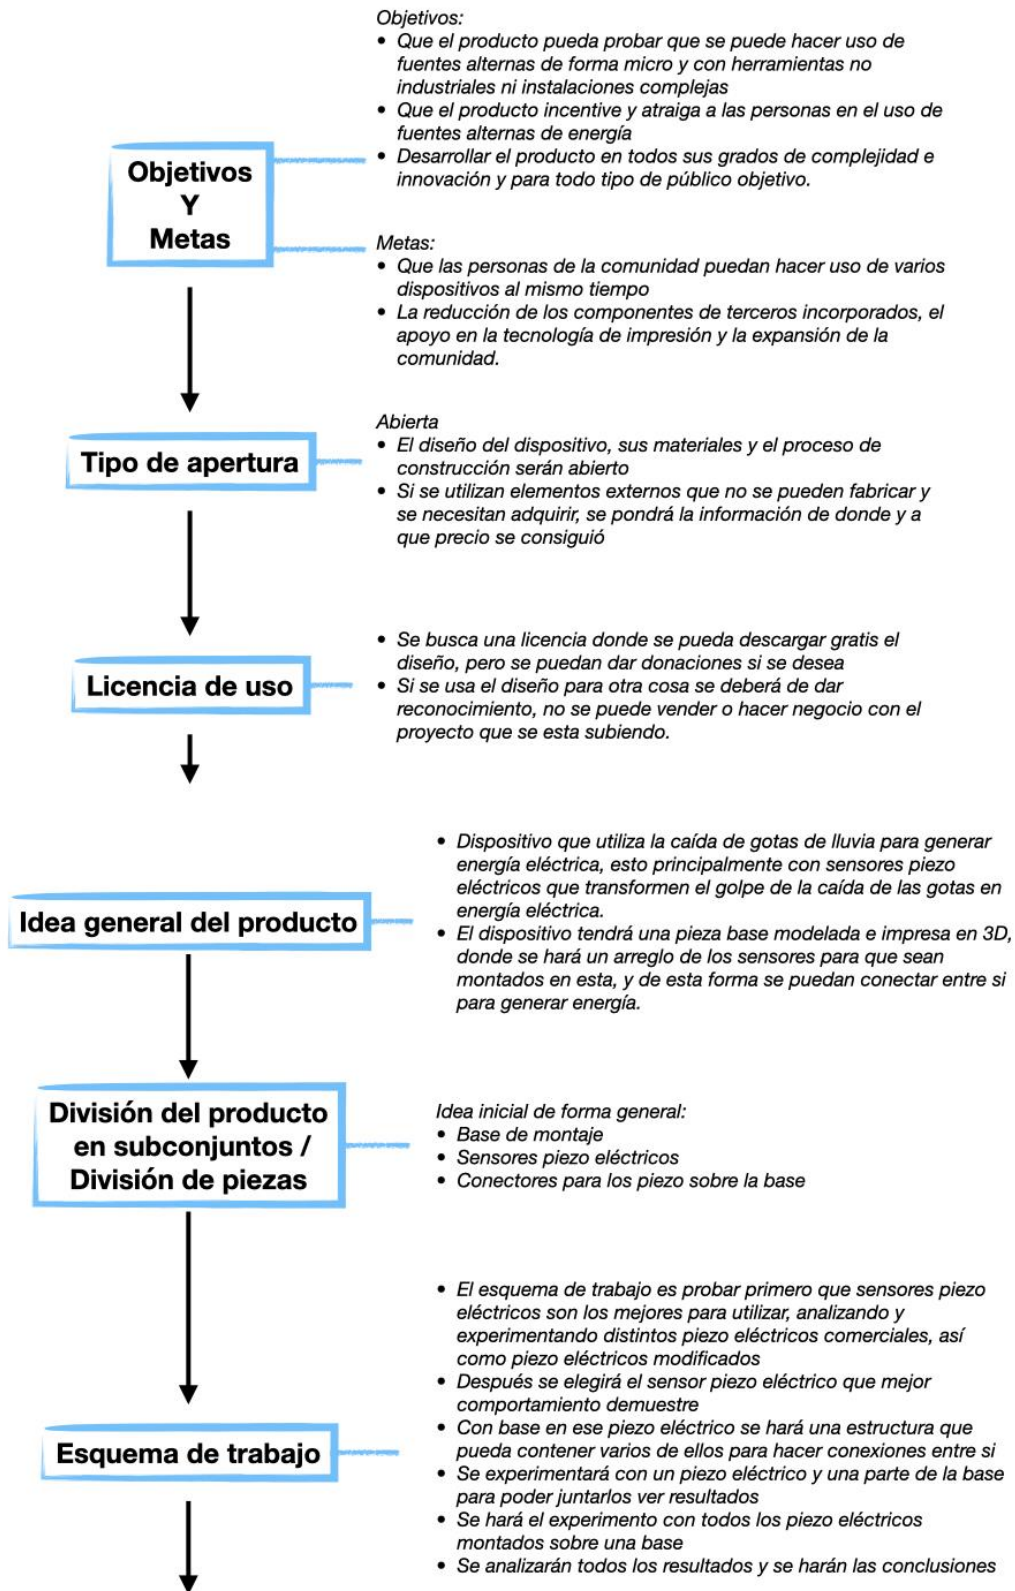 Objetivos:
• Que el producto pueda probar que se puede hacer uso de
fuentes alternas de forma micro y con herramientas no
industriales ni instalaciones complejas
• Que el producto incentive y atraiga a las personas en el uso de
fuentes alternas de energía
• Desarrollar el producto en todos sus grados de complejidad e
innovación y para todo tipo de público objetivo.
Objetivos
Y
Metas
Metas:
• Que las personas de la comunidad puedan hacer uso de varios
dispositivos al mismo tiempo
• La reducción de los componentes de terceros incorporados, el
apoyo en la tecnología de impresión y la expansión de la
comunidad.
Tipo de apertura
Abierta
• El diseño del dispositivo, sus materiales y el proceso de
construcción serán abierto
• Si se utilizan elementos externos que no se pueden fabricar y
se necesitan adquirir, se pondrá la información de donde y a
que precio se consiguió
Licencia de uso
• Se busca una licencia donde se pueda descargar gratis el
diseño, pero se puedan dar donaciones si se desea
• Si se usa el diseño para otra cosa se deberá de dar
reconocimiento, no se puede vender o hacer negocio con el
proyecto que se esta subiendo.
Idea general del producto
• Dispositivo que utiliza la caída de gotas de lluvia para generar
energía eléctrica, esto principalmente con sensores piezo
eléctricos que transformen el golpe de la caída de las gotas en
energía eléctrica.
• El dispositivo tendrá una pieza base modelada e impresa en 3D,
donde se hará un arreglo de los sensores para que sean
montados en esta, y de esta forma se puedan conectar entre si
para generar energía.
División del producto
en subconjuntos /
División de piezas
Idea inicial de forma general:
• Base de montaje
• Sensores piezo eléctricos
• Conectores para los piezo sobre la base
Esquema de trabajo
• El esquema de trabajo es probar primero que sensores piezo
eléctricos son los mejores para utilizar, analizando y
experimentando distintos piezo eléctricos comerciales, así
como piezo eléctricos modificados
• Después se elegirá el sensor piezo eléctrico que mejor
comportamiento demuestre
• Con base en ese piezo eléctrico se hará una estructura que
pueda contener varios de ellos para hacer conexiones entre si
• Se experimentará con un piezo eléctrico y una parte de la base
para poder juntarlos ver resultados
• Se hará el experimento con todos los piezo eléctricos
montados sobre una base
• Se analizarán todos los resultados y se harán las conclusiones